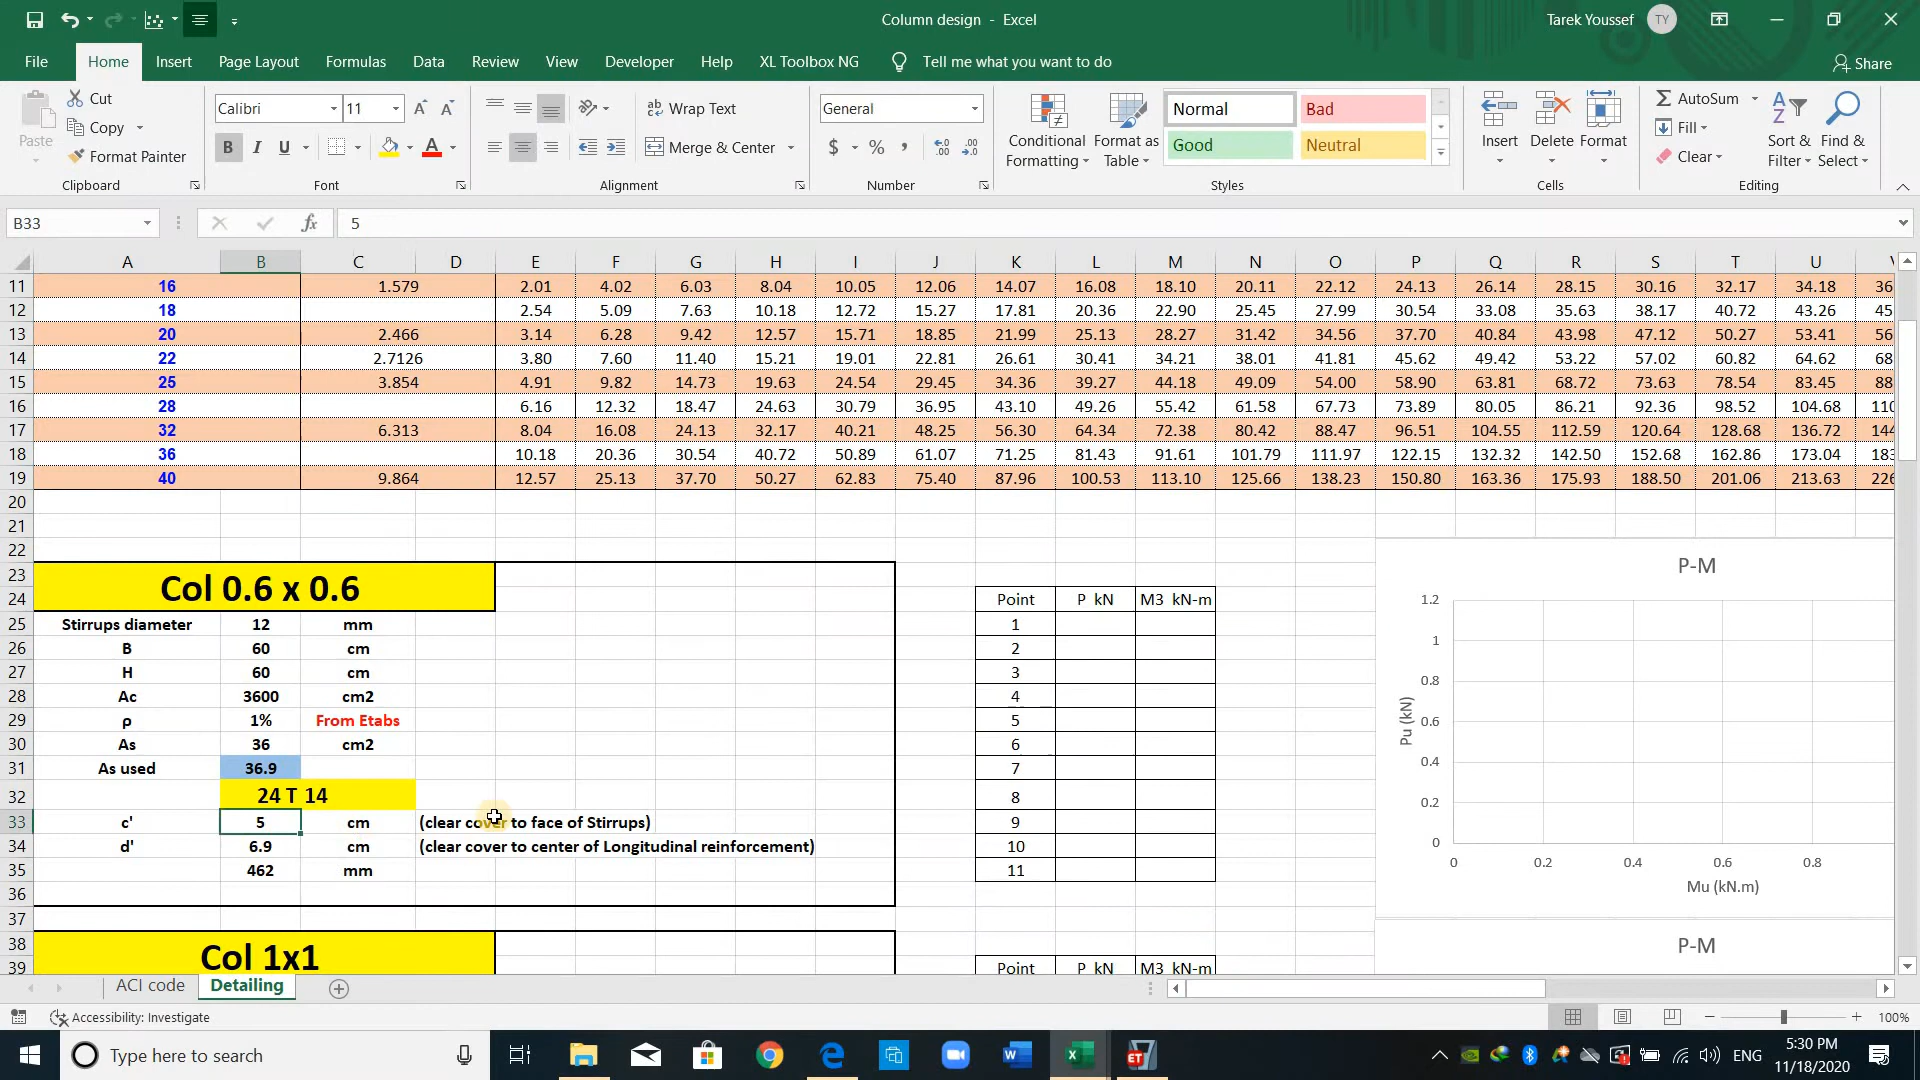 Column design - Excel
Tarek Youssef
TY
File Home Insert Page Layout Formulas Data Review View Developer Help XL Toolbox NG Tell me what you want to do
Share
Paste
Cut
Copy
Format Painter
Clipboard
Calibri 11
B I U
Font
Wrap Text
Merge & Center
Alignment
General
$ % ,
Number
Conditional Formatting
Format as Table
Normal Bad
Good Neutral
Styles
Insert Delete Format
Cells
AutoSum
Fill
Clear
Sort & Filter
Find & Select
Editing
B33 fx 5
A B C D E F G H I J K L M N O P Q R S T U
11 16 1.579 2.01 4.02 6.03 8.04 10.05 12.06 14.07 16.08 18.10 20.11 22.12 24.13 26.14 28.15 30.16 32.17 34.18 36
12 18 2.54 5.09 7.63 10.18 12.72 15.27 17.81 20.36 22.90 25.45 27.99 30.54 33.08 35.63 38.17 40.72 43.26 45
13 20 2.466 3.14 6.28 9.42 12.57 15.71 18.85 21.99 25.13 28.27 31.42 34.56 37.70 40.84 43.98 47.12 50.27 53.41 56
14 22 2.7126 3.80 7.60 11.40 15.21 19.01 22.81 26.61 30.41 34.21 38.01 41.81 45.62 49.42 53.22 57.02 60.82 64.62 68
15 25 3.854 4.91 9.82 14.73 19.63 24.54 29.45 34.36 39.27 44.18 49.09 54.00 58.90 63.81 68.72 73.63 78.54 83.45 88
16 28 6.16 12.32 18.47 24.63 30.79 36.95 43.10 49.26 55.42 61.58 67.73 73.89 80.05 86.21 92.36 98.52 104.68 110
17 32 6.313 8.04 16.08 24.13 32.17 40.21 48.25 56.30 64.34 72.38 80.42 88.47 96.51 104.55 112.59 120.64 128.68 136.72 144
18 36 10.18 20.36 30.54 40.72 50.89 61.07 71.25 81.43 91.61 101.79 111.97 122.15 132.32 142.50 152.68 162.86 173.04 183
19 40 9.864 12.57 25.13 37.70 50.27 62.83 75.40 87.96 100.53 113.10 125.66 138.23 150.80 163.36 175.93 188.50 201.06 213.63 226
20
21
22
23 Col 0.6 x 0.6
24 Point P kN M3 kN-m
25 Stirrups diameter 12 mm 1
26 B 60 cm 2
27 H 60 cm 3
28 Ac 3600 cm2 4
29 ρ 1% From Etabs 5
30 As 36 cm2 6
31 As used 36.9 7
32 24 T 14 8
33 c' 5 cm (clear cover to face of Stirrups) 9
34 d' 6.9 cm (clear cover to center of Longitudinal reinforcement) 10
35 462 mm 11
36
37
38 Col 1x1
39 Point P kN M3 kN-m
P-M
1.2
1
0.8
0.6
0.4
0.2
0
Pu (kN)
0 0.2 0.4 0.6 0.8
Mu (kN.m)
P-M
ACI code Detailing
Accessibility: Investigate
100%
Type here to search
ENG
5:30 PM
11/18/2020